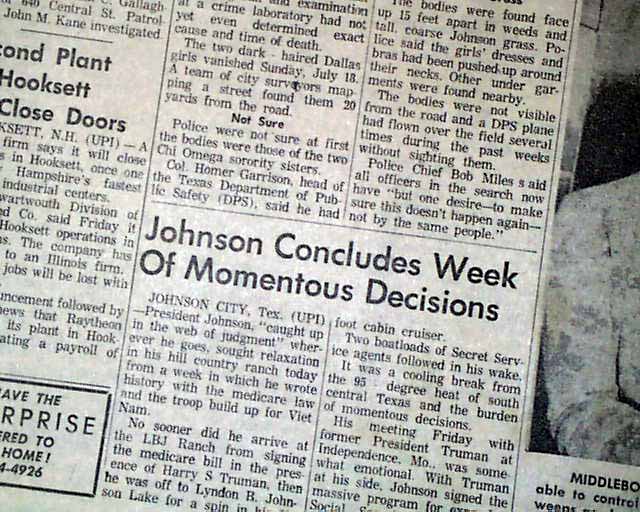 640 Central St. Patrol-
John M. Kane investigated
cond Plant
Hooksett
Close Doors
KSETT, N.H. (UPI) — A
firm says it will close
s in Hooksett, once one
Hampshire's fastest
industrial centers.
wartwouth Division of
d Co. said Friday it
Hooksett operations in
ns. The company has
to an Illinois firm.
jobs will be lost with
uncement followed by
news that Raytheon
its plant in Hook-
ating a payroll of
AVE THE
RPRISE
ERED TO
HOME!
4-4926
at a crime laboratory had not
yet even determined exact
cause and time of death.
The two dark - haired Dallas
girls vanished Sunday, July 18.
A team of city surveyors map-
ping a street found them 20
yards from the road.
Not Sure
Police were not sure at first
the bodies were those of the two
Chi Omega sorority sisters.
Col. Homer Garrison, head of
the Texas Department of Pub-
lic Safety (DPS), said he had
The bodies were found face
up 15 feet apart in weeds and
tall, coarse Johnson grass. Po-
lice said the girls' dresses and
bras had been pushed up around
their necks. Other under gar-
ments were found nearby.
The bodies were not visible
from the road and a DPS plane
had flown over the field several
times during the past weeks
without sighting them.
Police Chief Bob Miles said
all officers in the search now
have "but one desire—to make
sure this doesn't happen again—
not by the same people."
Johnson Concludes Week
Of Momentous Decisions
JOHNSON CITY, Tex. (UPI)
—President Johnson, "caught up
in the web of judgment" wher-
ever he goes, sought relaxation
in his hill country ranch today
from a week in which he wrote
history with the medicare law
and the troop build up for Viet
Nam.
No sooner did he arrive at
the LBJ Ranch from signing
the medicare bill in the pres-
ence of Harry S Truman, then
he was off to Lyndon B. John-
son Lake for a spin in his
foot cabin cruiser.
Two boatloads of Secret Serv-
ice agents followed in his wake.
It was a cooling break from
the 95 degree heat of south
central Texas and the burden
of momentous decisions.
His meeting Friday with
former President Truman at
Independence, Mo., was some-
what emotional. With Truman
at his side, Johnson signed the
massive program for
MIDDLEBO
able to control